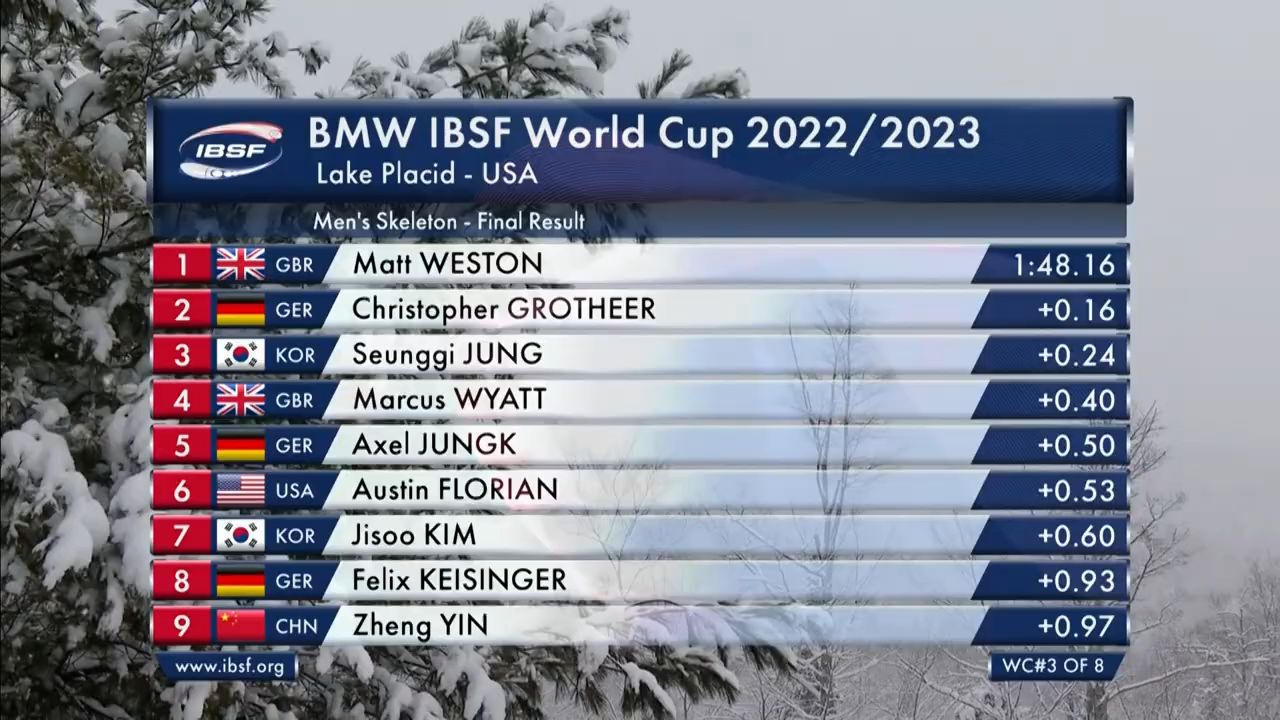 IBSF
BMW IBSF World Cup 2022/2023
Lake Placid - USA
Men's Skeleton - Final Result
1 GBR Matt WESTON 1:48.16
2 GER Christopher GROTHEER +0.16
3 KOR Seunggi JUNG +0.24
4 GBR Marcus WYATT +0.40
5 GER Axel JUNGK +0.50
6 USA Austin FLORIAN +0.53
7 KOR Jisoo KIM +0.60
8 GER Felix KEISINGER +0.93
9 CHN Zheng YIN +0.97
www.ibsf.org WC#3 OF 8